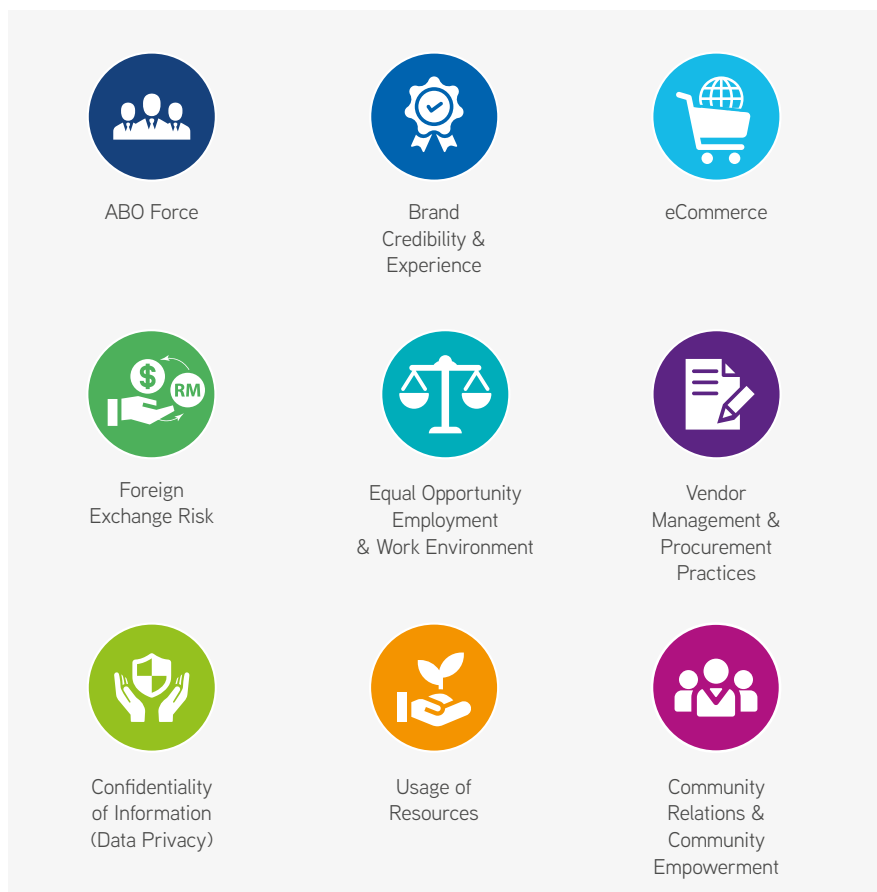 ABO Force
Brand
Credibility &
Experience
eCommerce
$
RM
Foreign
Exchange Risk
Equal Opportunity
Employment
& Work Environment
Vendor
Management &
Procurement
Practices
Confidentiality
of Information
(Data Privacy)
Usage of
Resources
Community
Relations &
Community
Empowerment